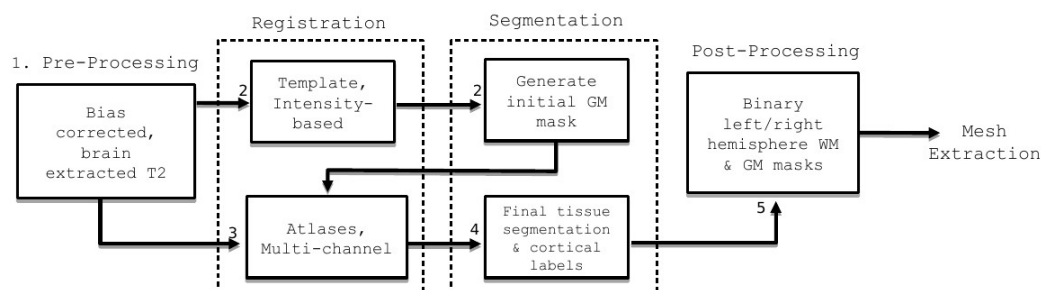 Registration
Segmentation
Post-Processing
1. Pre-Processing
Bias
corrected,
brain
extracted T2
2
Template,
Intensity-
based
2
Generate
initial GM
mask
Binary
left/right
hemisphere WM
& GM masks
Mesh
Extraction
3
Atlases,
Multi-channel
4
Final tissue
segmentation
& cortical
labels
5